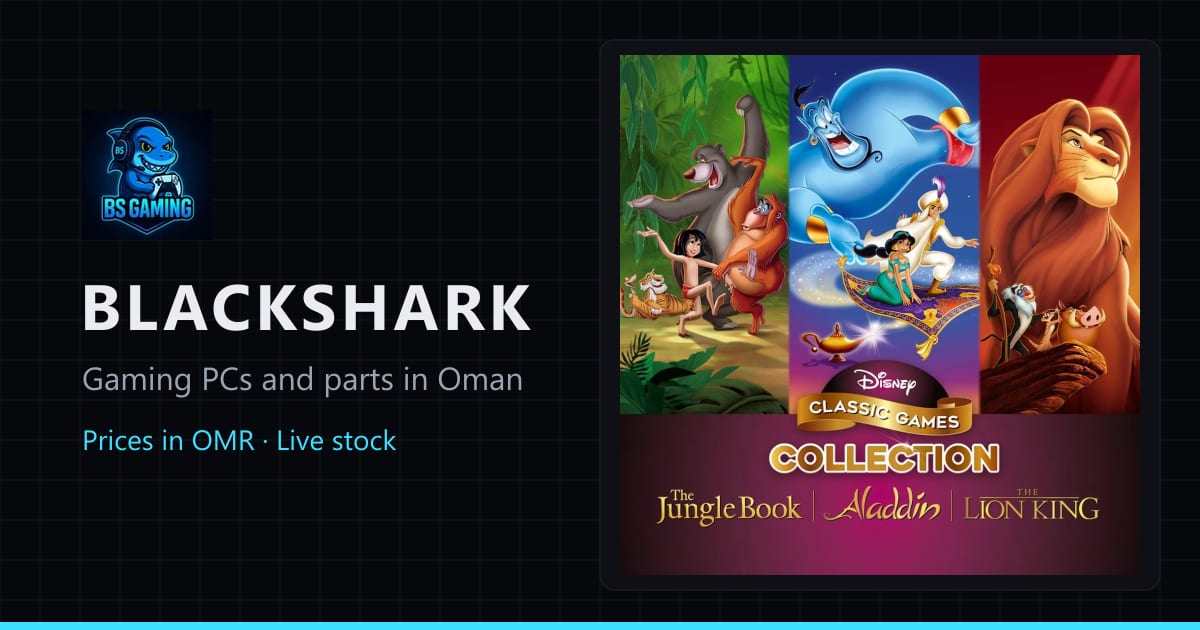 BS
BS GAMING
BLACKSHARK
Gaming PCs and parts in Oman
Prices in OMR · Live stock
Disney
CLASSIC GAMES
COLLECTION
The Jungle Book
Aladdin
THE LION KING